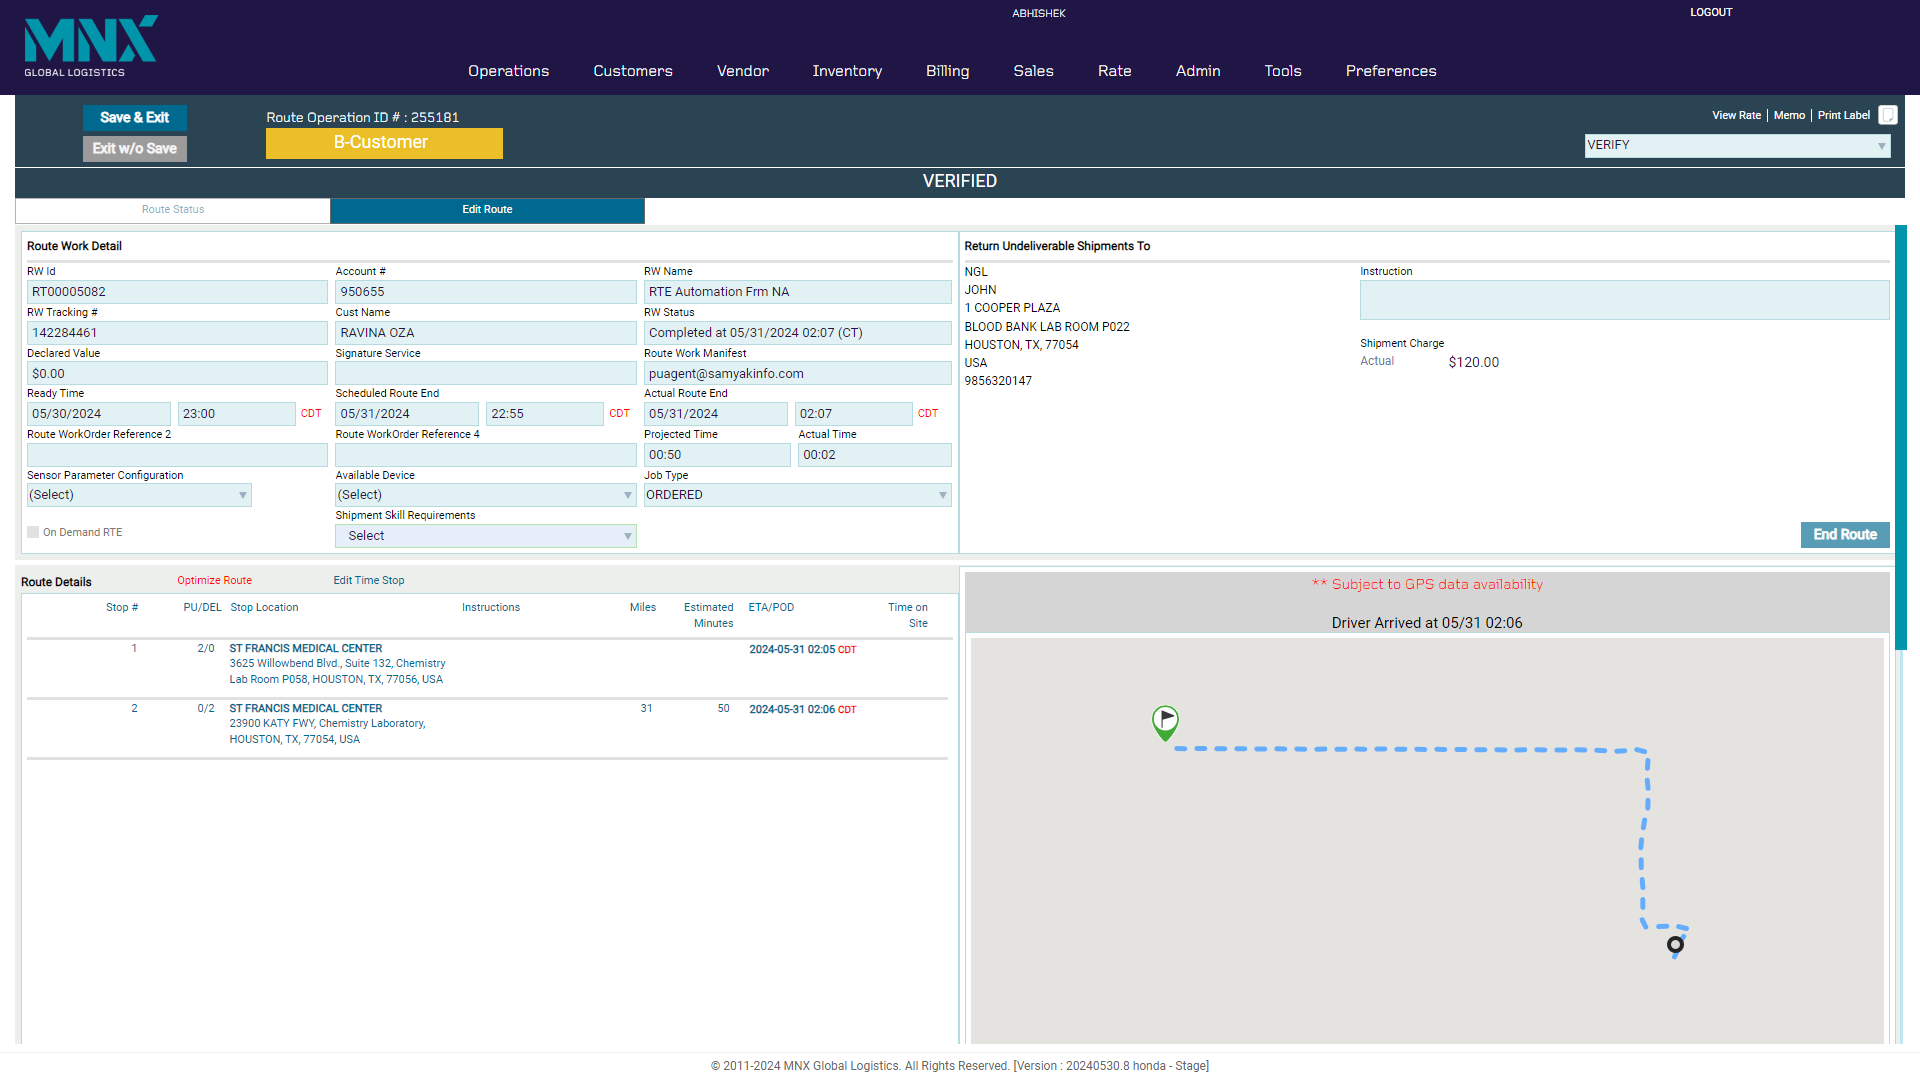 MNX
GLOBAL LOGISTICS
ABHISHEK
LOGOUT
Operations Customers Vendor Inventory Billing Sales Rate Admin Tools Preferences
Save & Exit
Exit w/o Save
Route Operation ID # : 255181
B-Customer
View Rate | Memo | Print Label
VERIFY
VERIFIED
Route Status
Edit Route
Route Work Detail
RW Id Account # RW Name
RT00005082 950655 RTE Automation Frm NA
RW Tracking # Cust Name RW Status
142284461 RAVINA OZA Completed at 05/31/2024 02:07 (CT)
Declared Value Signature Service Route Work Manifest
$0.00 puagent@samyakinfo.com
Ready Time Scheduled Route End Actual Route End
05/30/2024 23:00 CDT 05/31/2024 22:55 CDT 05/31/2024 02:07 CDT
Route WorkOrder Reference 2 Route WorkOrder Reference 4 Projected Time Actual Time
00:50 00:02
Sensor Parameter Configuration Available Device Job Type
(Select) (Select) ORDERED
Shipment Skill Requirements
On Demand RTE Select
Return Undeliverable Shipments To
NGL
JOHN
1 COOPER PLAZA
BLOOD BANK LAB ROOM P022
HOUSTON, TX, 77054
USA
9856320147
Instruction
Shipment Charge
Actual $120.00
End Route
Route Details Optimize Route Edit Time Stop
Stop # PU/DEL Stop Location Instructions Miles Estimated Minutes ETA/POD Time on Site
1 2/0 ST FRANCIS MEDICAL CENTER 2024-05-31 02:05 CDT
3625 Willowbend Blvd., Suite 132, Chemistry
Lab Room P058, HOUSTON, TX, 77056, USA
2 0/2 ST FRANCIS MEDICAL CENTER 31 50 2024-05-31 02:06 CDT
23900 KATY FWY, Chemistry Laboratory,
HOUSTON, TX, 77054, USA
** Subject to GPS data availability
Driver Arrived at 05/31 02:06
© 2011-2024 MNX Global Logistics. All Rights Reserved. [Version : 20240530.8 honda - Stage]